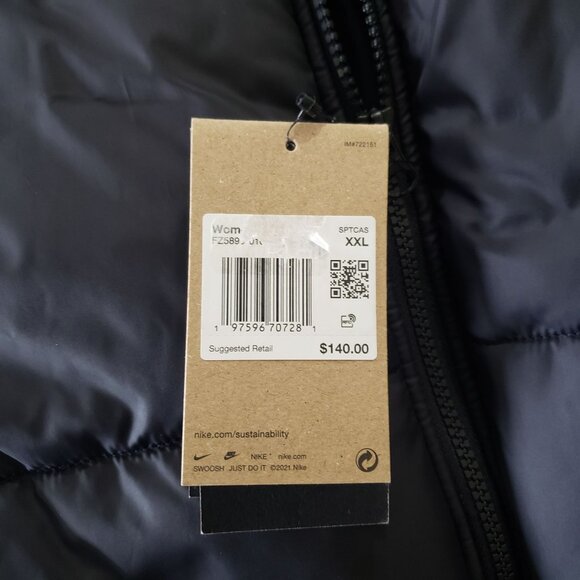 IM#722151
Wom SPTCAS
XXL
1 97596 70728 1
Suggested Retail $140.00
nike.com/sustainability
NIKE nike.com
SWOOSH JUST DO IT ©2021 Nike